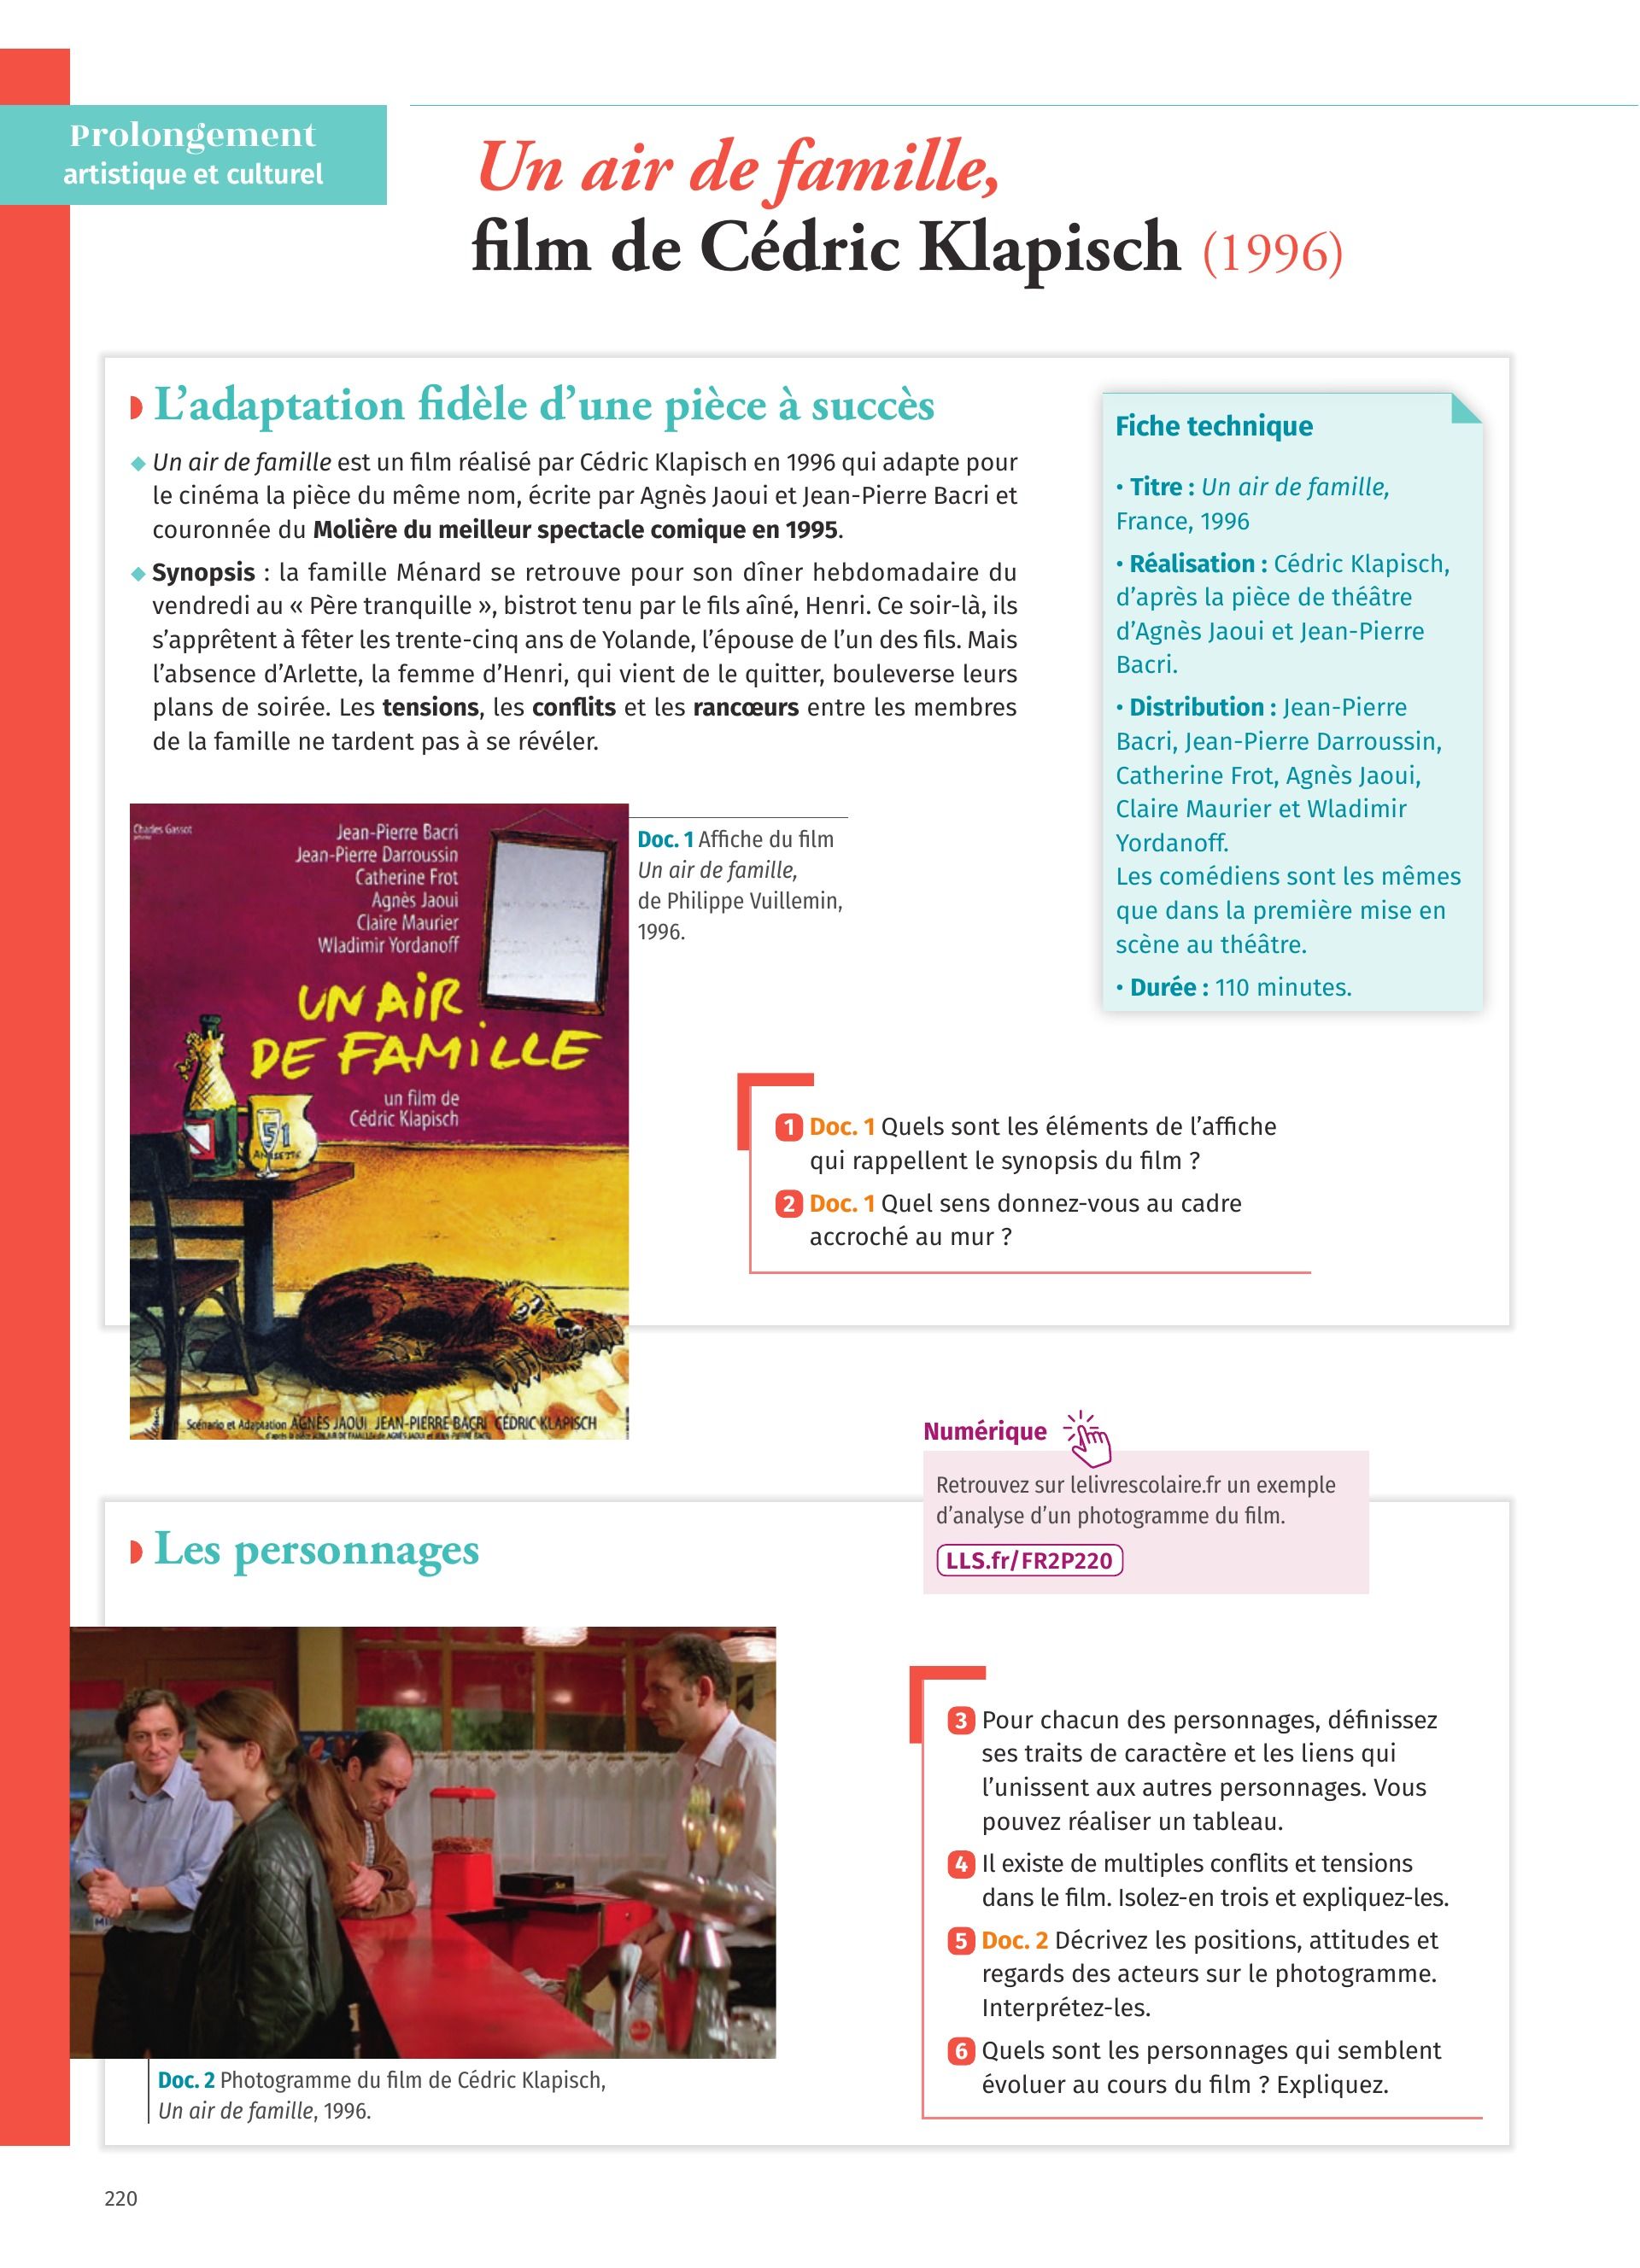 Prolongement
artistique et culturel
Un air de famille,
film de Cédric Klapisch (1996)
L’adaptation fidèle d’une pièce à succès
Un air de famille est un film réalisé par Cédric Klapisch en 1996 qui adapte pour
le cinéma la pièce du même nom, écrite par Agnès Jaoui et Jean-Pierre Bacri et
couronnée du Molière du meilleur spectacle comique en 1995.
Synopsis : la famille Ménard se retrouve pour son dîner hebdomadaire du
vendredi au « Père tranquille », bistrot tenu par le fils aîné, Henri. Ce soir-là, ils
s’apprêtent à fêter les trente-cinq ans de Yolande, l’épouse de l’un des fils. Mais
l’absence d’Arlette, la femme d’Henri, qui vient de le quitter, bouleverse leurs
plans de soirée. Les tensions, les conflits et les rancœurs entre les membres
de la famille ne tardent pas à se révéler.
Fiche technique
• Titre : Un air de famille,
France, 1996
• Réalisation : Cédric Klapisch,
d’après la pièce de théâtre
d’Agnès Jaoui et Jean-Pierre
Bacri.
• Distribution : Jean-Pierre
Bacri, Jean-Pierre Darroussin,
Catherine Frot, Agnès Jaoui,
Claire Maurier et Wladimir
Yordanoff.
Les comédiens sont les mêmes
que dans la première mise en
scène au théâtre.
• Durée : 110 minutes.
Charles Gassot
Jean-Pierre Bacri
Jean-Pierre Darroussin
Catherine Frot
Agnès Jaoui
Claire Maurier
Wladimir Yordanoff
UN AIR
DE FAMILLE
un film de
Cédric Klapisch
51
Scénario et Adaptation AGNÈS JAOUI JEAN-PIERRE BACRI CÉDRIC KLAPISCH
Doc. 1 Affiche du film
Un air de famille,
de Philippe Vuillemin,
1996.
1 Doc. 1 Quels sont les éléments de l’affiche
qui rappellent le synopsis du film ?
2 Doc. 1 Quel sens donnez-vous au cadre
accroché au mur ?
Numérique
Retrouvez sur lelivrescolaire.fr un exemple
d’analyse d’un photogramme du film.
LLS.fr/FR2P220
Les personnages
Doc. 2 Photogramme du film de Cédric Klapisch,
Un air de famille, 1996.
3 Pour chacun des personnages, définissez
ses traits de caractère et les liens qui
l’unissent aux autres personnages. Vous
pouvez réaliser un tableau.
4 Il existe de multiples conflits et tensions
dans le film. Isolez-en trois et expliquez-les.
5 Doc. 2 Décrivez les positions, attitudes et
regards des acteurs sur le photogramme.
Interprétez-les.
6 Quels sont les personnages qui semblent
évoluer au cours du film ? Expliquez.
220